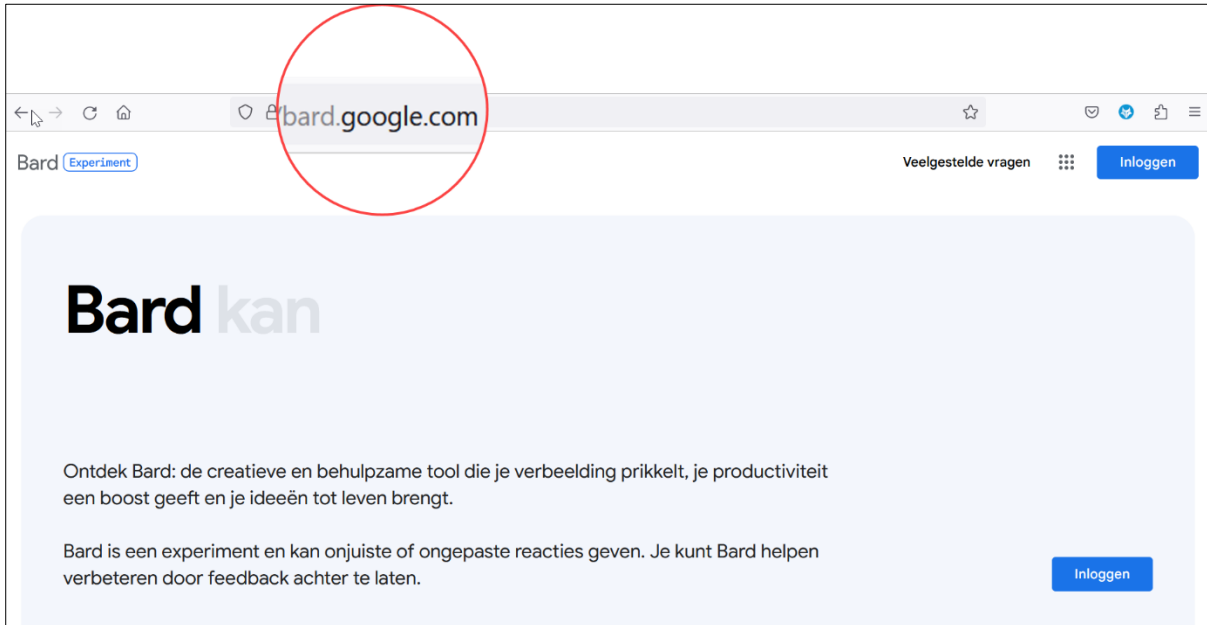 bard.google.com
Bard Experiment
Veelgestelde vragen
Inloggen
Bard kan
Ontdek Bard: de creatieve en behulpzame tool die je verbeelding prikkelt, je productiviteit
een boost geeft en je ideeën tot leven brengt.
Bard is een experiment en kan onjuiste of ongepaste reacties geven. Je kunt Bard helpen
verbeteren door feedback achter te laten.
Inloggen